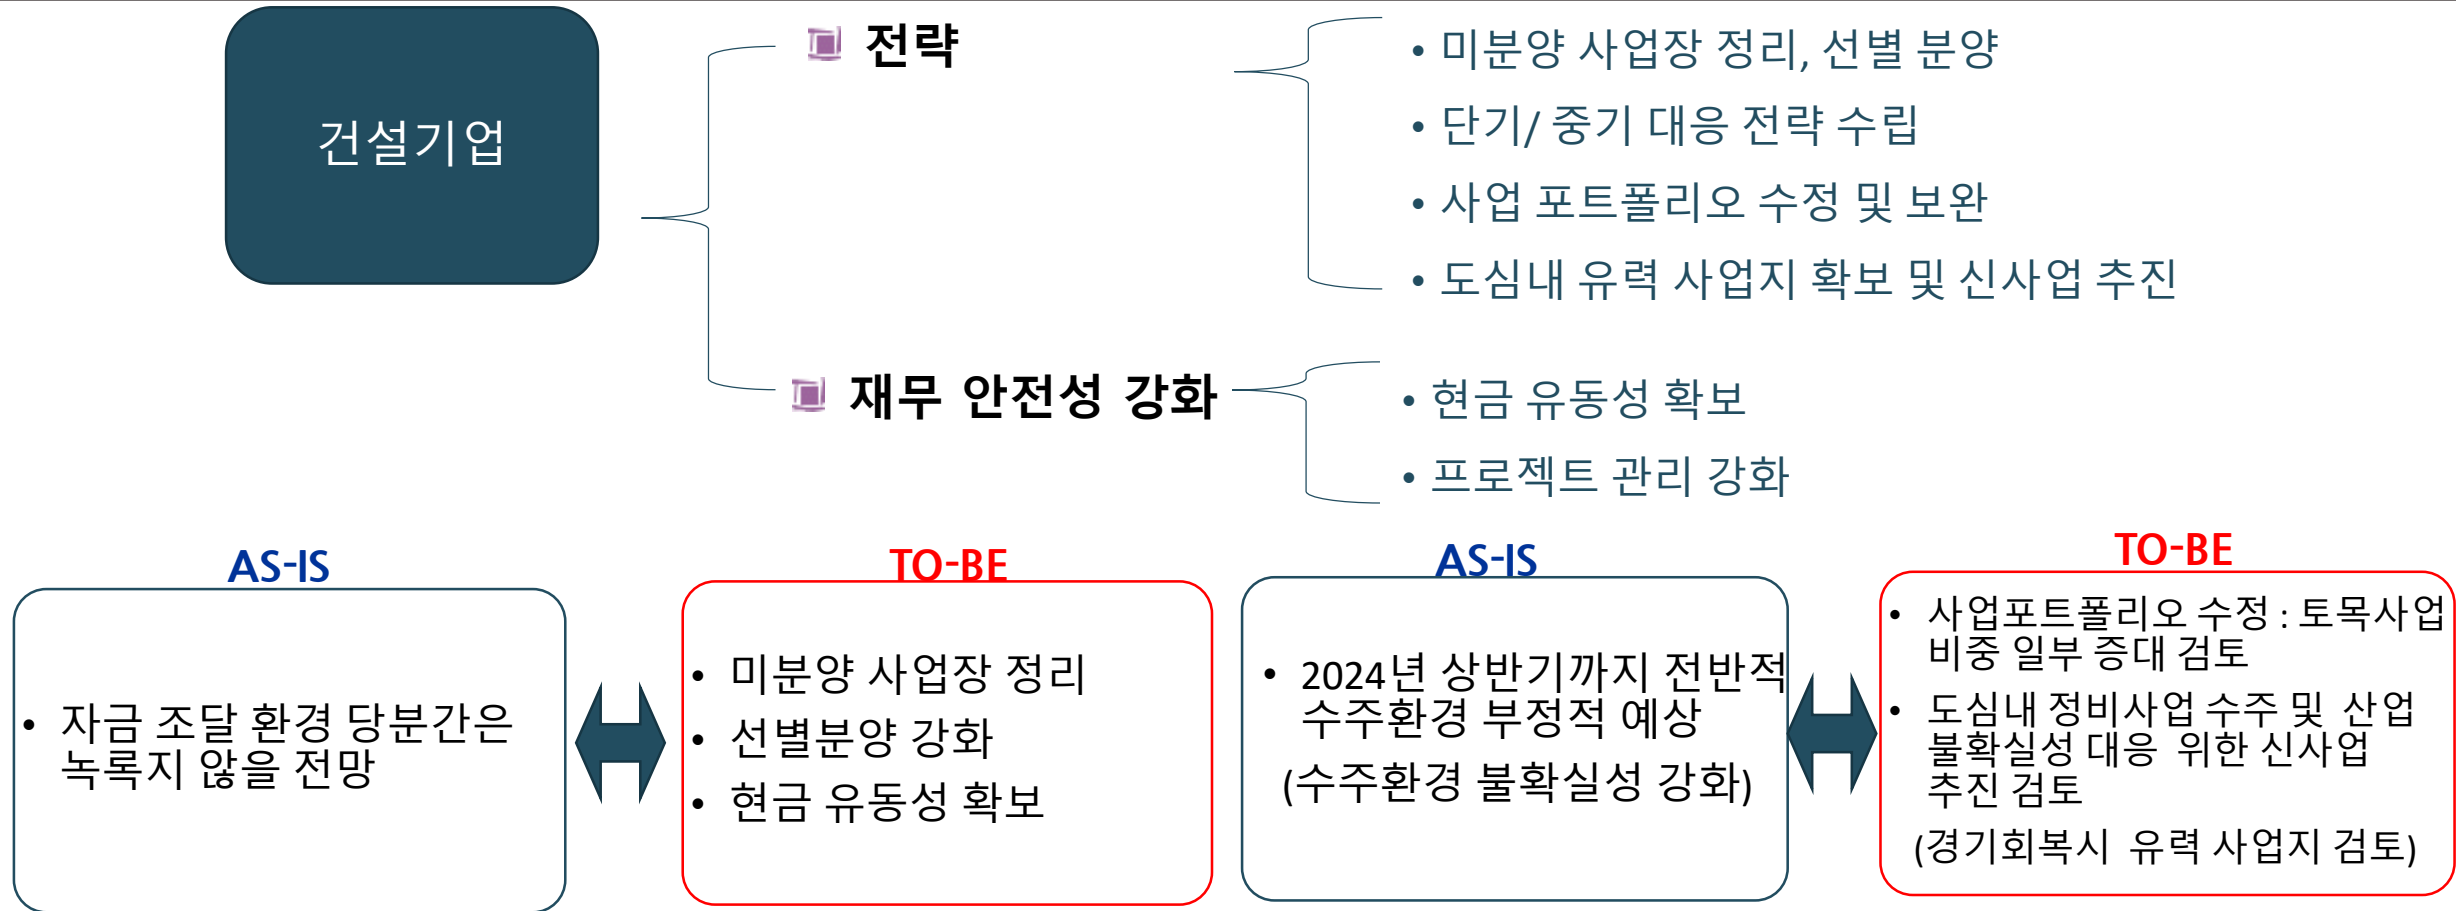 건설기업
전략
• 미분양 사업장 정리, 선별 분양
• 단기/ 중기 대응 전략 수립
• 사업 포트폴리오 수정 및 보완
• 도심내 유력 사업지 확보 및 신사업 추진
재무 안전성 강화
• 현금 유동성 확보
• 프로젝트 관리 강화
AS-IS
• 자금 조달 환경 당분간은
녹록지 않을 전망
TO-BE
• 미분양 사업장 정리
• 선별분양 강화
• 현금 유동성 확보
AS-IS
• 2024년 상반기까지 전반적
수주환경 부정적 예상
(수주환경 불확실성 강화)
TO-BE
• 사업포트폴리오 수정 : 토목사업
비중 일부 증대 검토
• 도심내 정비사업 수주 및 산업
불확실성 대응 위한 신사업
추진 검토
(경기회복시 유력 사업지 검토)